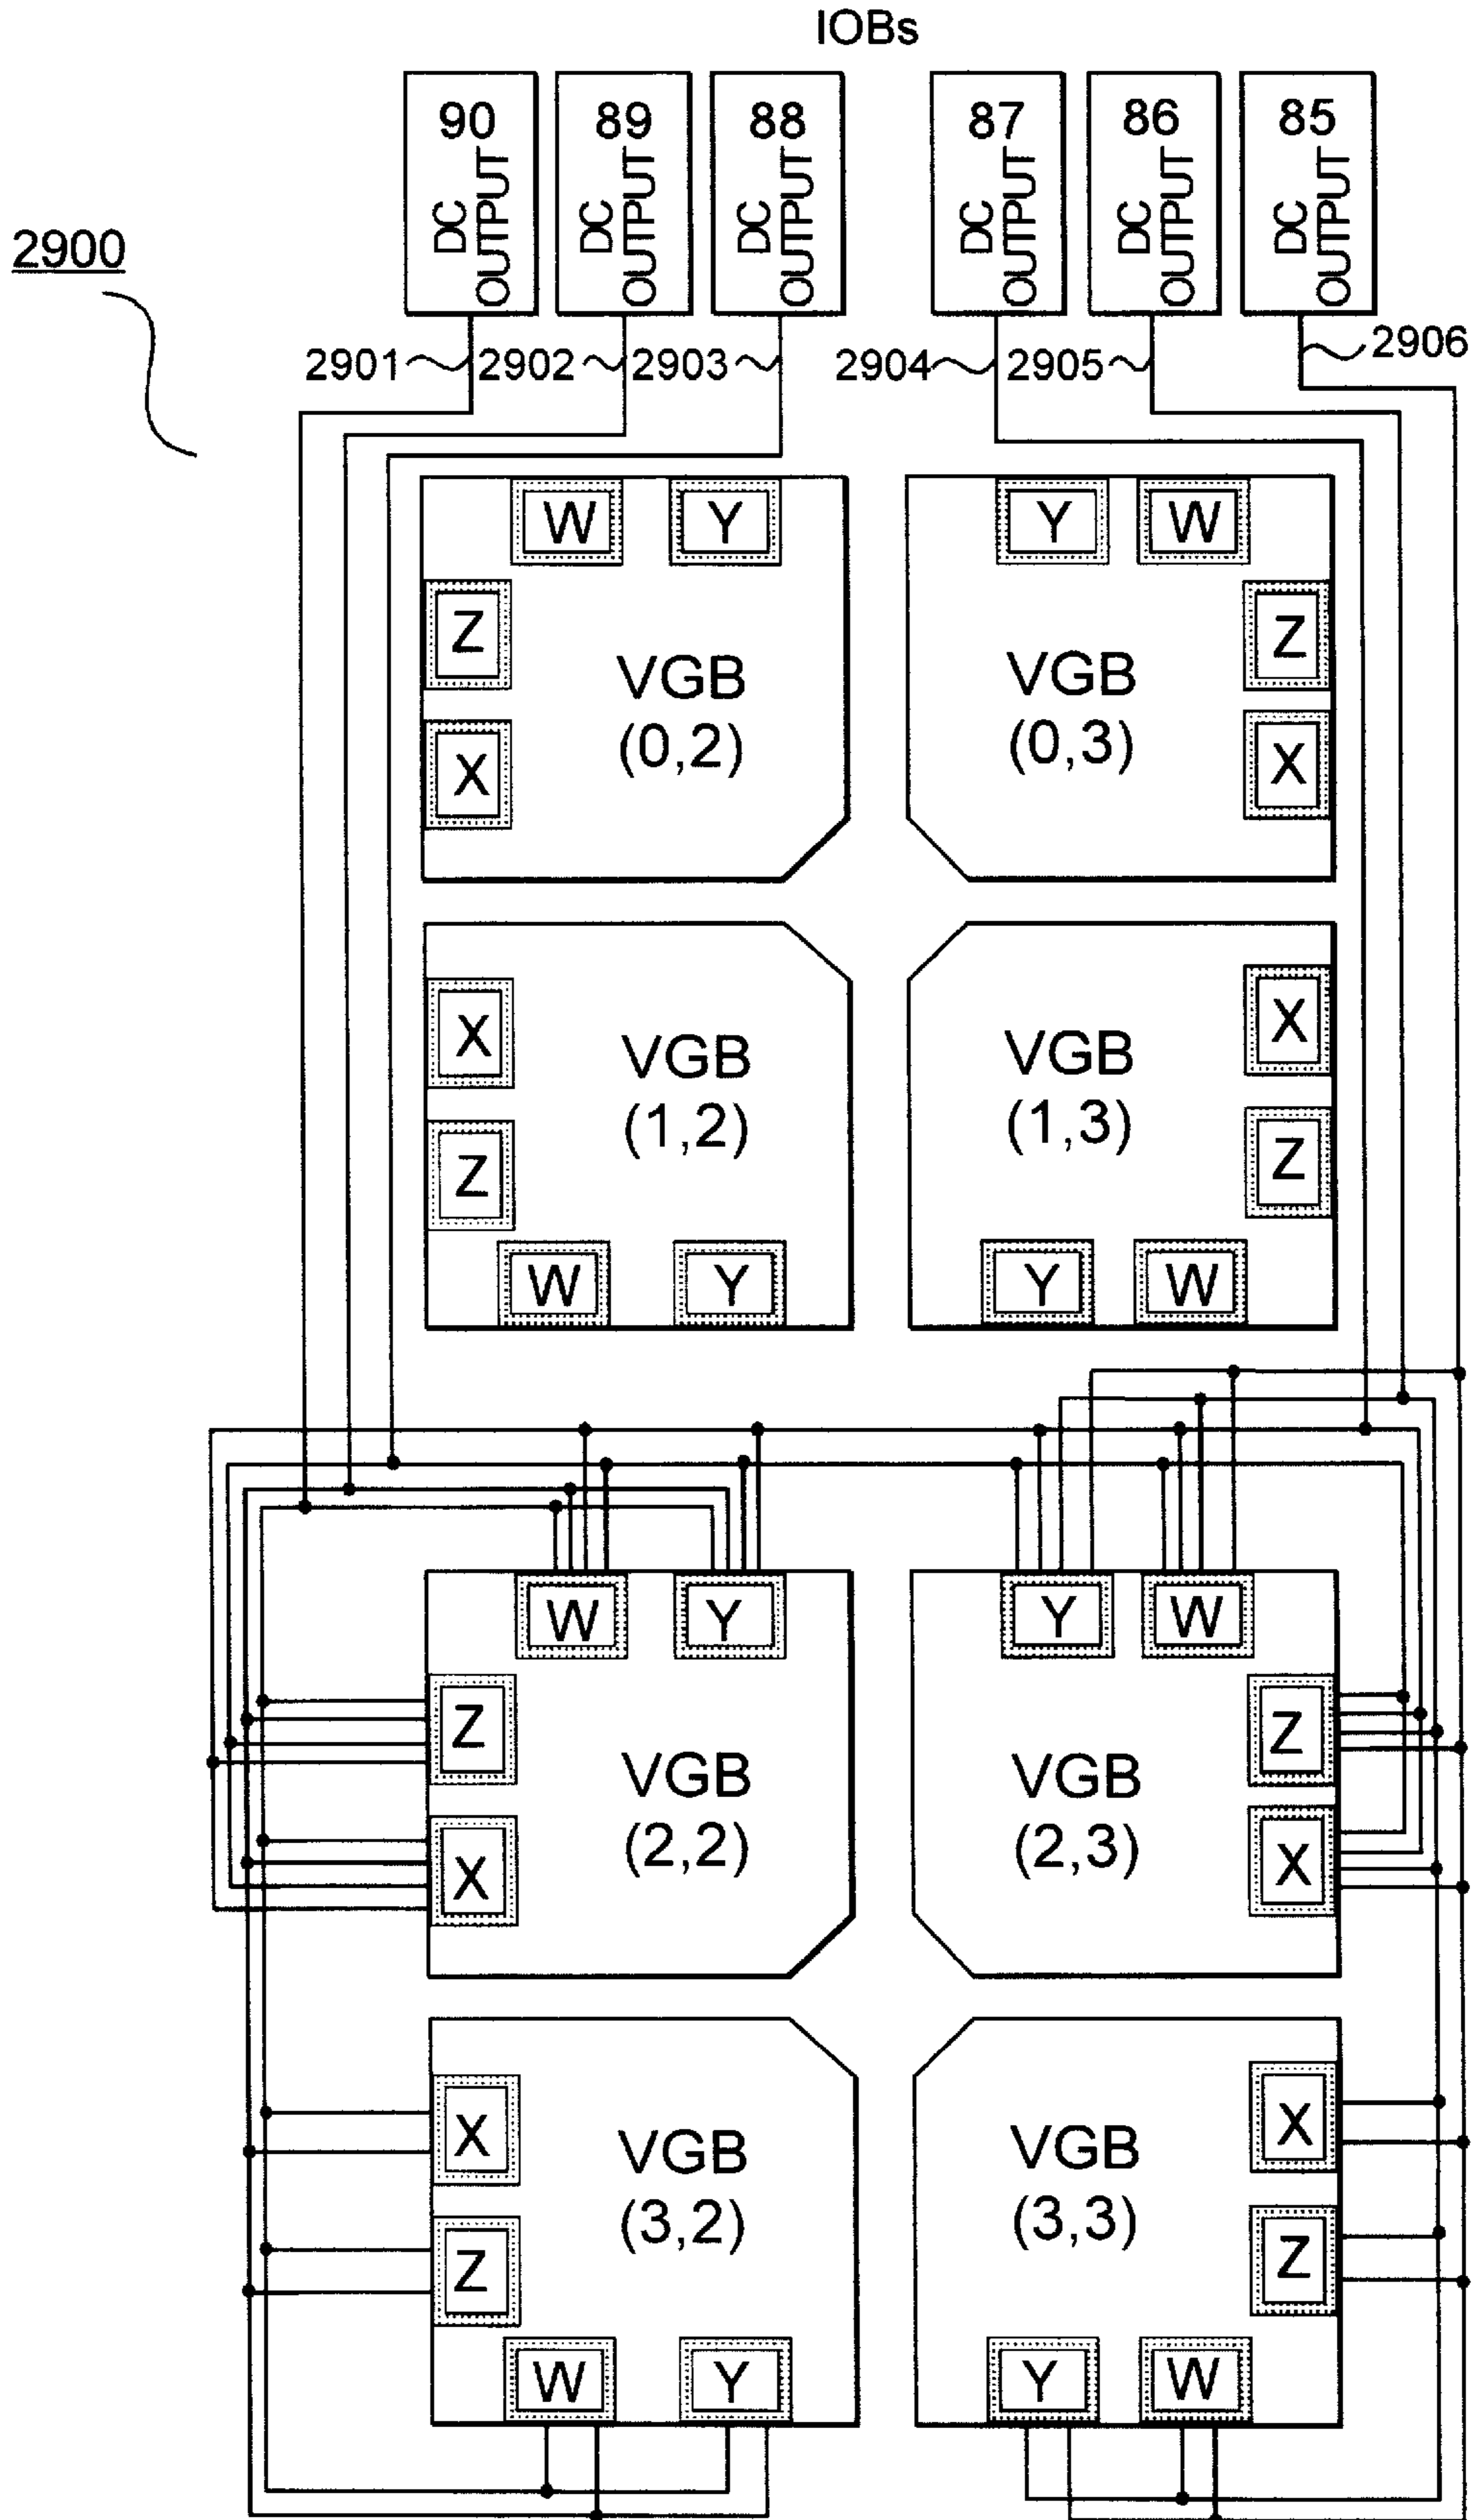 IOBs
90 DC OUTPUT
89 DC OUTPUT
88 DC OUTPUT
87 DC OUTPUT
86 DC OUTPUT
85 DC OUTPUT
2900
2901 2902 2903 2904 2905 2906
W Y Y W
Z Z
VGB VGB
(0,2) (0,3)
X X
X X
VGB VGB
(1,2) (1,3)
Z Z
W Y Y W
W Y Y W
Z Z
VGB VGB
(2,2) (2,3)
X X
X X
VGB VGB
(3,2) (3,3)
Z Z
W Y Y W